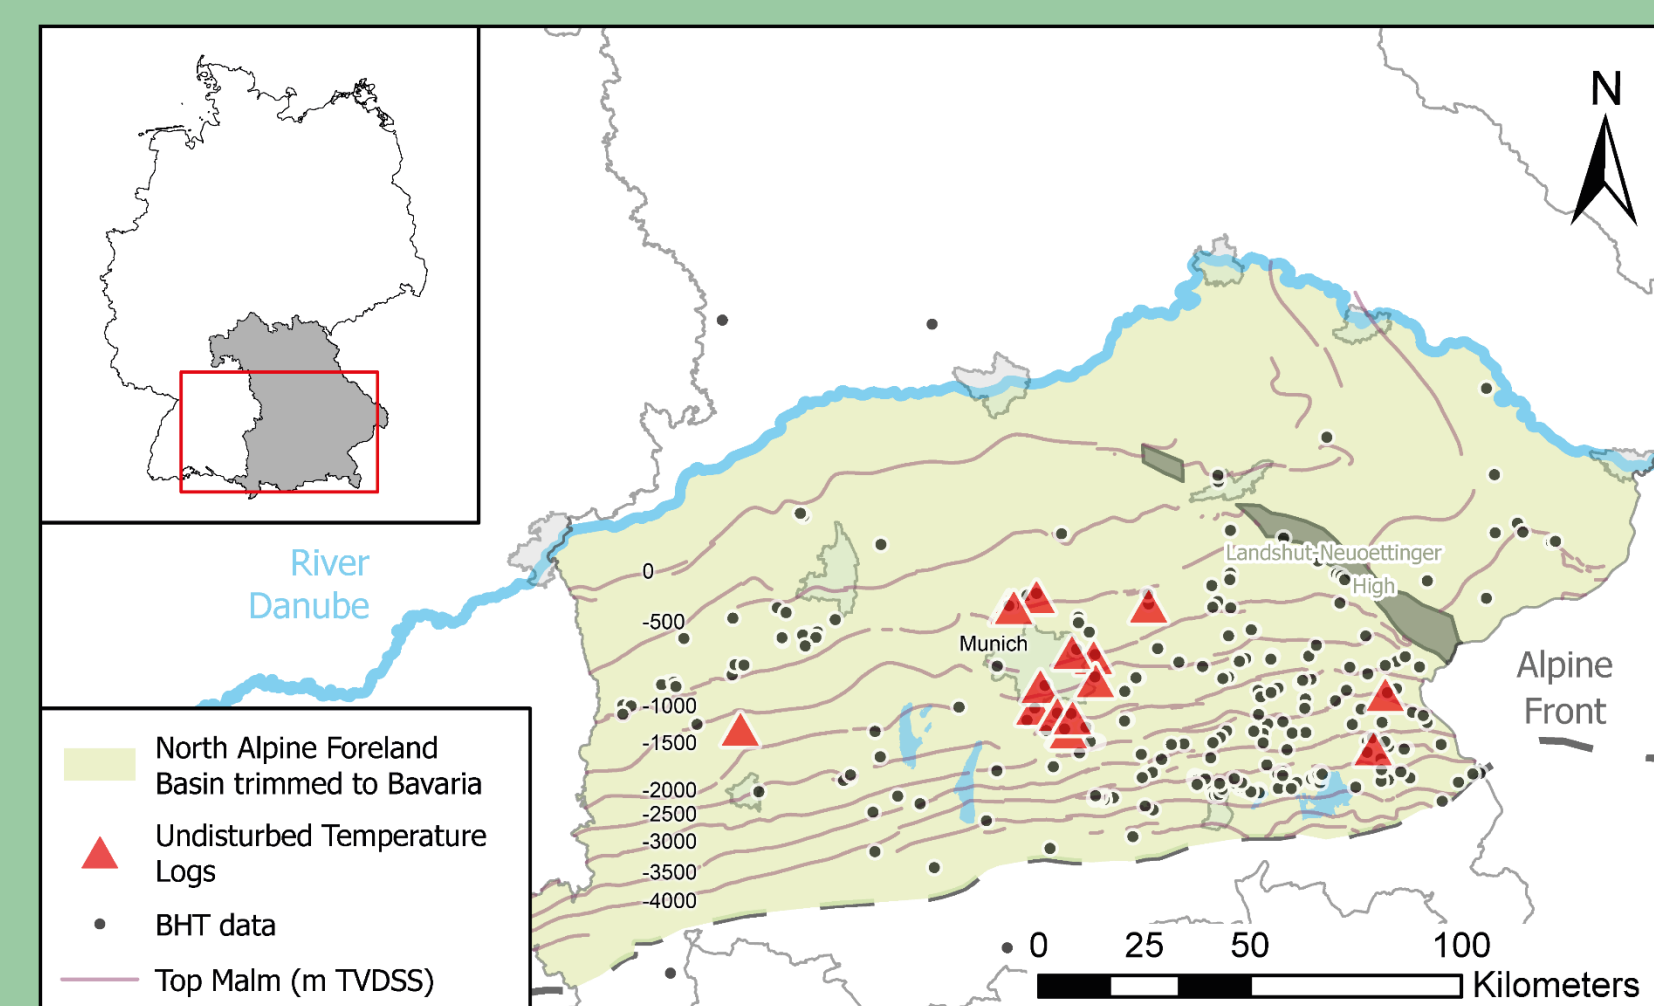 N
River
Danube
0
-500
Munich
Landshut-Neuoettinger
High
-1000
-1500
-2000
-2500
-3000
-3500
-4000
Alpine
Front
North Alpine Foreland
Basin trimmed to Bavaria
Undisturbed Temperature
Logs
BHT data
Top Malm (m TVDSS)
0 25 50 100
Kilometers